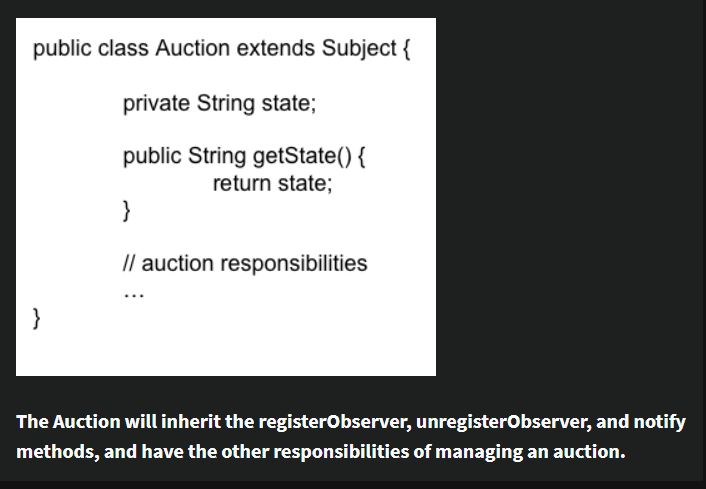 public class Auction extends Subject {
private String state;
public String getState() {
return state;
}
// auction responsibilities
...
}
The Auction will inherit the registerObserver, unregisterObserver, and notify
methods, and have the other responsibilities of managing an auction.